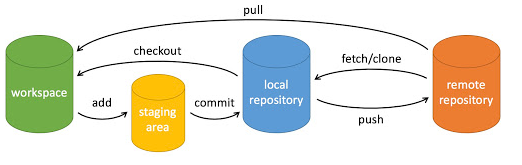 pull
checkout
fetch/clone
workspace
add
staging
area
commit
local
repository
push
remote
repository